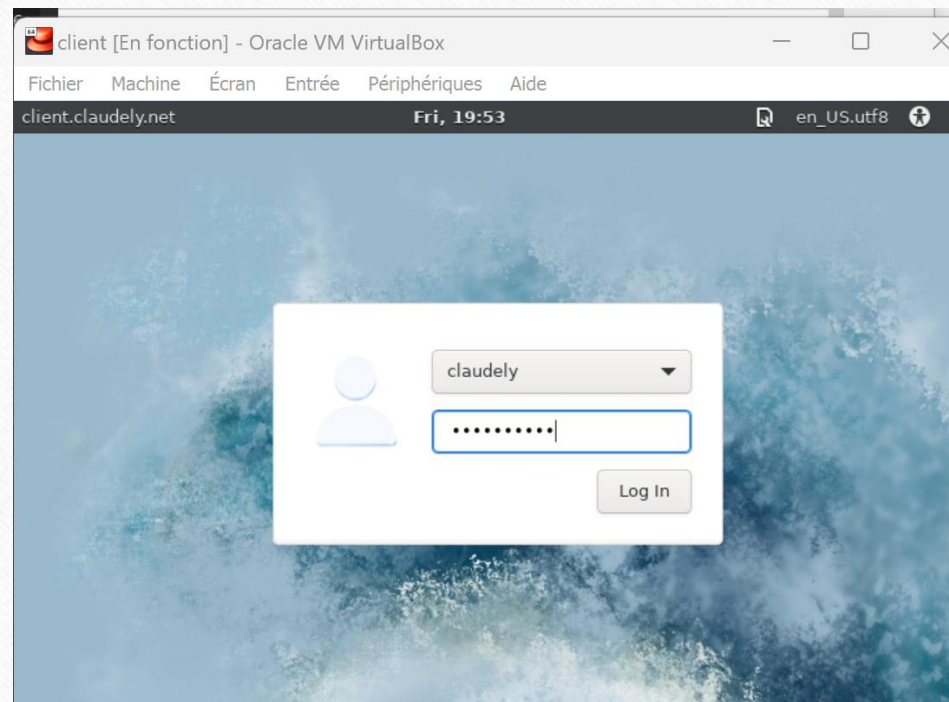 client [En fonction] - Oracle VM VirtualBox
Fichier Machine Écran Entrée Périphériques Aide
client.claudely.net Fri, 19:53 en_US.utf8
claudely
••••••••••
Log In